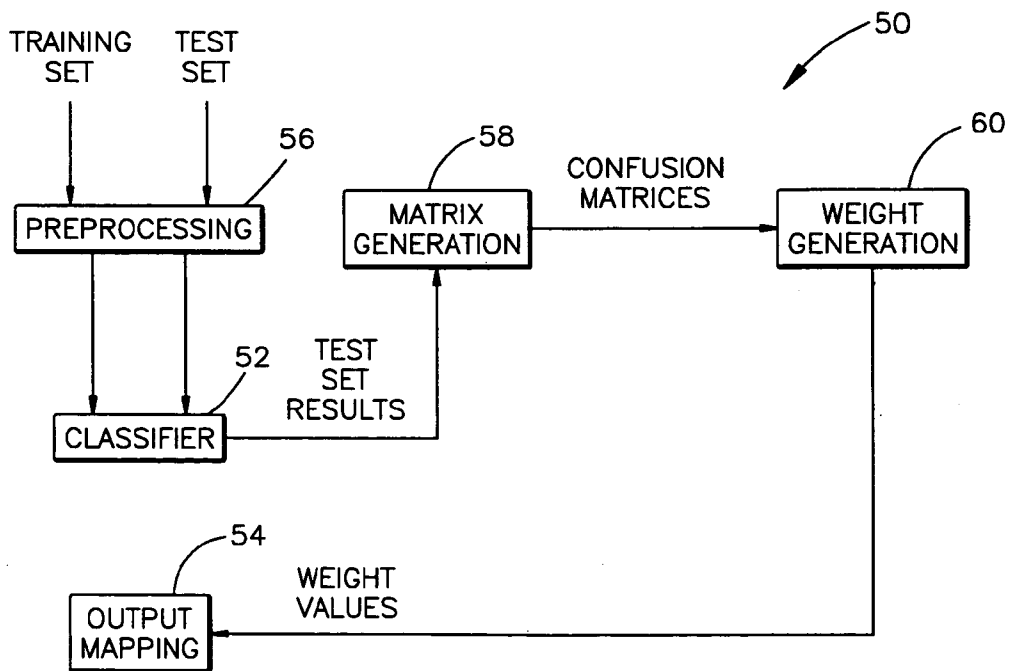 50
TRAINING
SET
TEST
SET
56
PREPROCESSING
58
MATRIX
GENERATION
CONFUSION
MATRICES
60
WEIGHT
GENERATION
52
CLASSIFIER
TEST
SET
RESULTS
54
OUTPUT
MAPPING
WEIGHT
VALUES